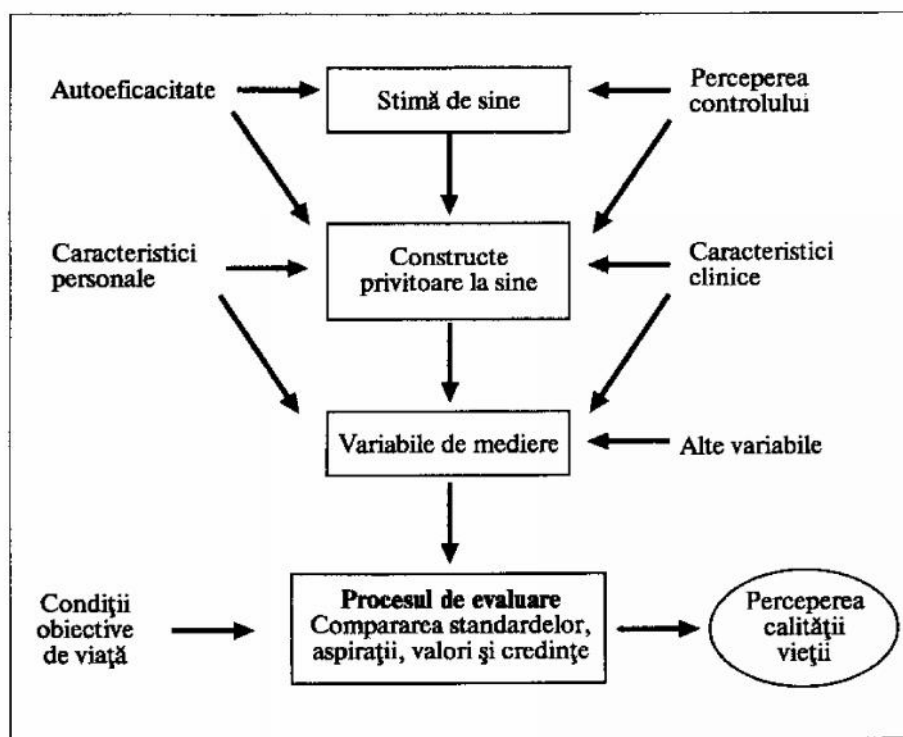 Autoeficacitate
Stimă de sine
Perceperea
controlului
Caracteristici
personale
Constructe
privitoare la sine
Caracteristici
clinice
Variabile de mediere
Alte variabile
Condiţii
obiective
de viaţă
Procesul de evaluare
Compararea standardelor,
aspiraţii, valori şi credinţe
Perceperea
calităţii
vieţii